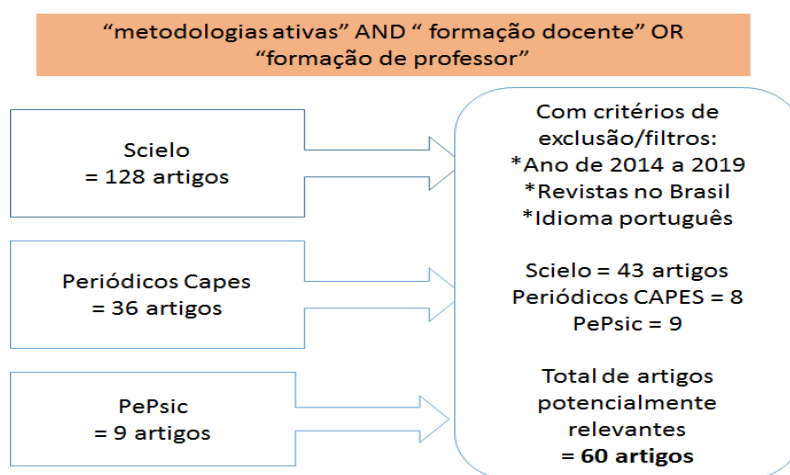 “metodologias ativas” AND “ formação docente” OR
“formação de professor”
Scielo
= 128 artigos
Periódicos Capes
= 36 artigos
PePsic
= 9 artigos
Com critérios de
exclusão/filtros:
*Ano de 2014 a 2019
*Revistas no Brasil
*Idioma português
Scielo = 43 artigos
Periódicos CAPES = 8
PePsic = 9
Total de artigos
potencialmente
relevantes
= 60 artigos